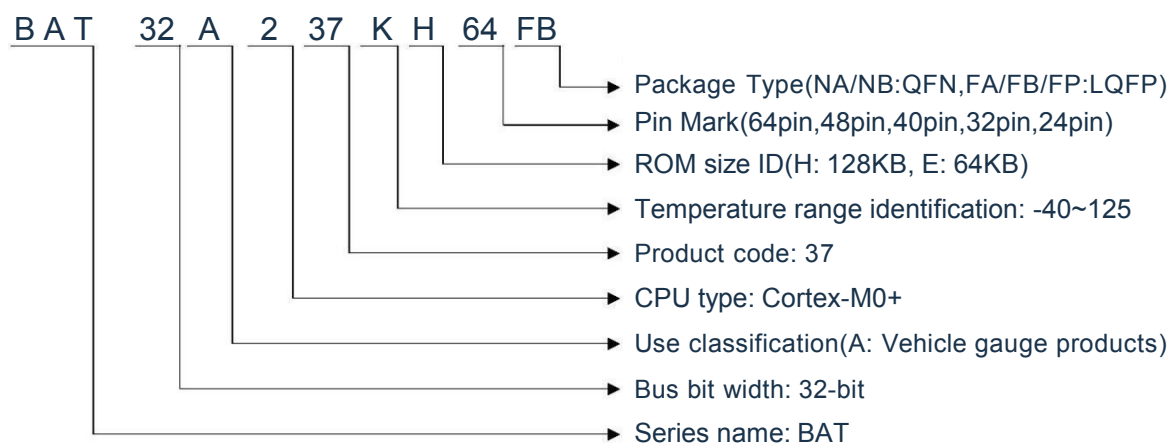 BAT 32 A 2 37 K H 64 FB
Package Type(NA/NB:QFN,FA/FB/FP:LQFP)
Pin Mark(64pin,48pin,40pin,32pin,24pin)
ROM size ID(H: 128KB, E: 64KB)
Temperature range identification: -40~125
Product code: 37
CPU type: Cortex-M0+
Use classification(A: Vehicle gauge products)
Bus bit width: 32-bit
Series name: BAT